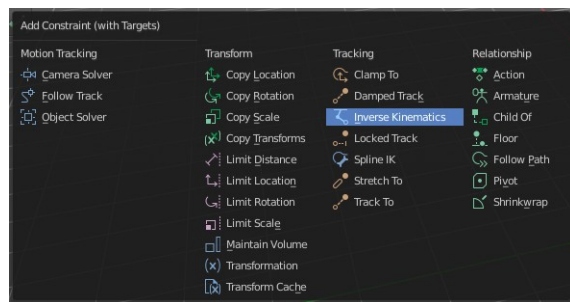 Add Constraint (with Targets)
Motion Tracking
Camera Solver
Follow Track
Object Solver
Transform
Copy Location
Copy Rotation
Copy Scale
Copy Transforms
Limit Distance
Limit Location
Limit Rotation
Limit Scale
Maintain Volume
Transformation
Transform Cache
Tracking
Clamp To
Damped Track
Inverse Kinematics
Locked Track
Spline IK
Stretch To
Track To
Relationship
Action
Armature
Child Of
Floor
Follow Path
Pivot
Shrinkwrap